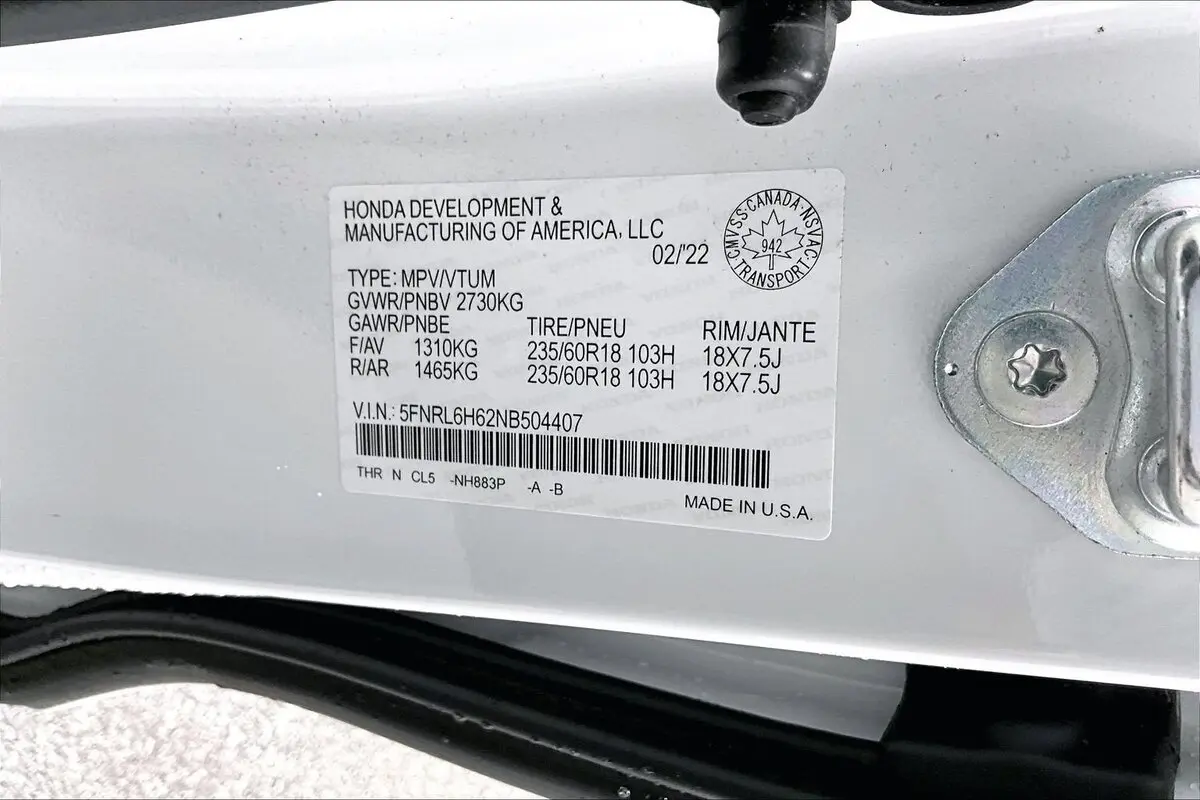 HONDA DEVELOPMENT &
MANUFACTURING OF AMERICA, LLC
02/'22
CMVSS·CANADA·NSVAC·TRANSPORT·
942
TYPE: MPV/VTUM
GVWR/PNBV 2730KG
GAWR/PNBE TIRE/PNEU RIM/JANTE
F/AV 1310KG 235/60R18 103H 18X7.5J
R/AR 1465KG 235/60R18 103H 18X7.5J
V.I.N.: 5FNRL6H62NB504407
THR N CL5 -NH883P -A -B
MADE IN U.S.A.